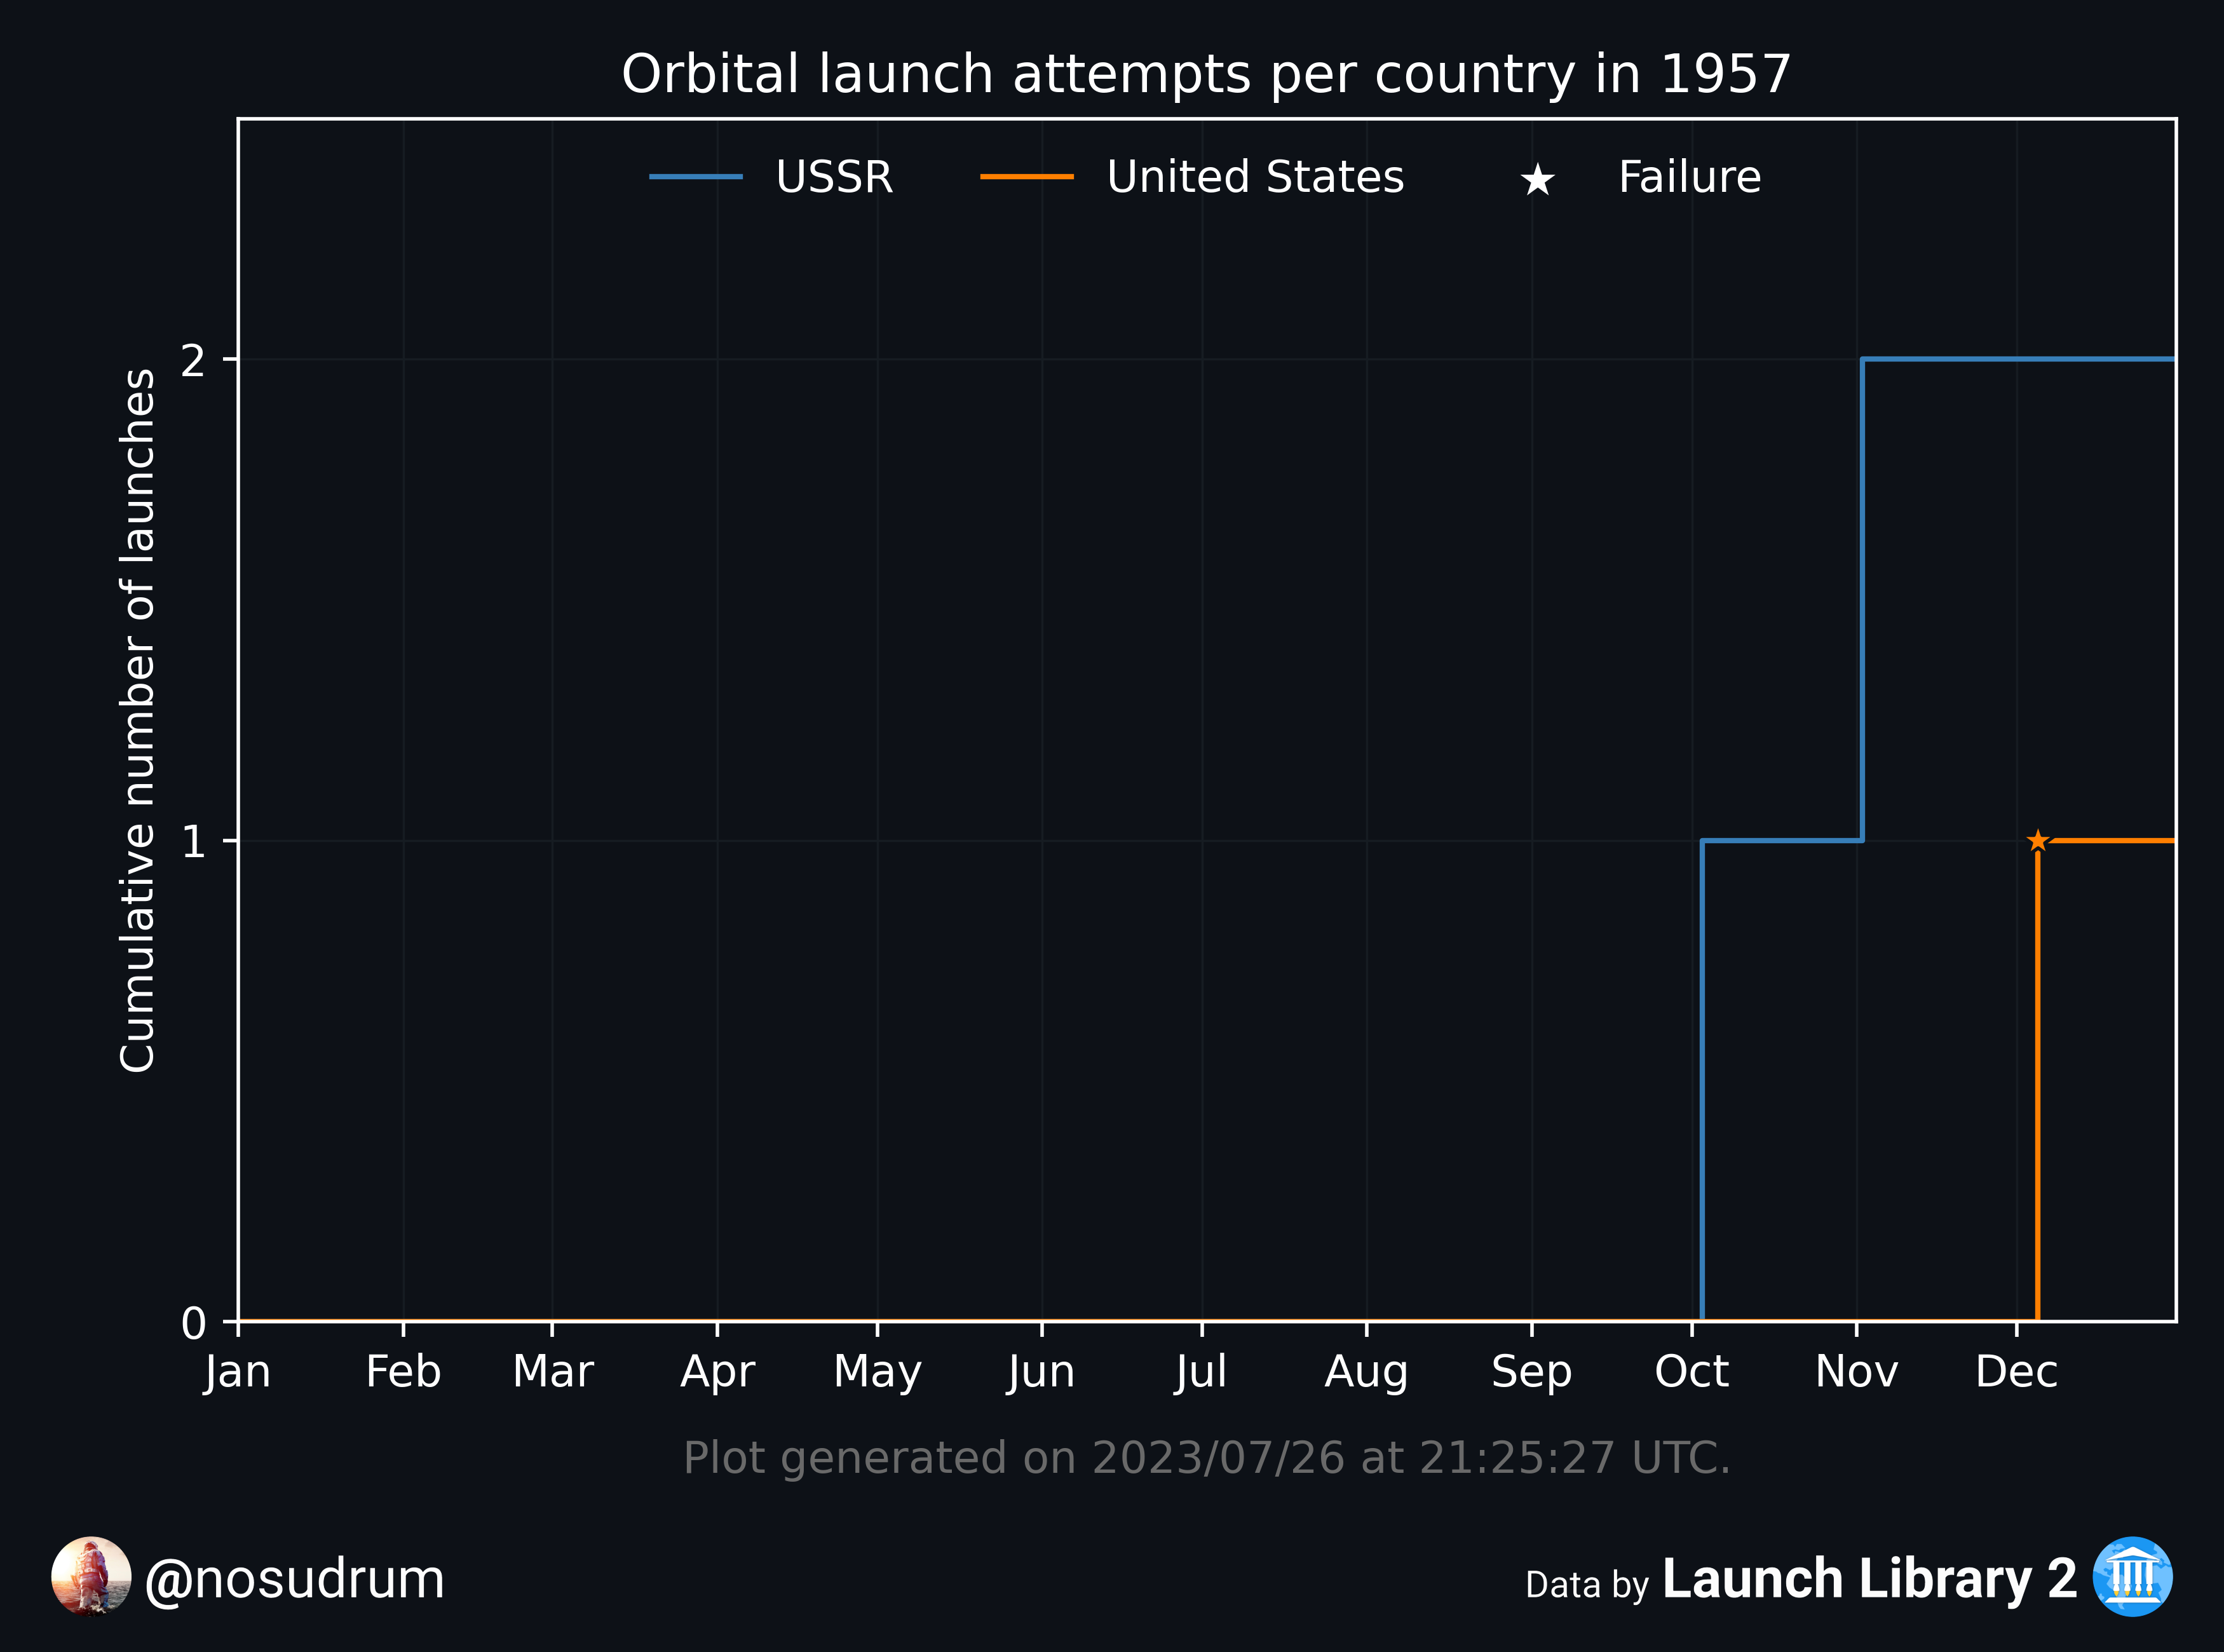 Orbital launch attempts per country in 1957
USSR
United States
Failure
Cumulative number of launches
2
1
0
Jan Feb Mar Apr May Jun Jul Aug Sep Oct Nov Dec
Plot generated on 2023/07/26 at 21:25:27 UTC.
@nosudrum
Data by Launch Library 2